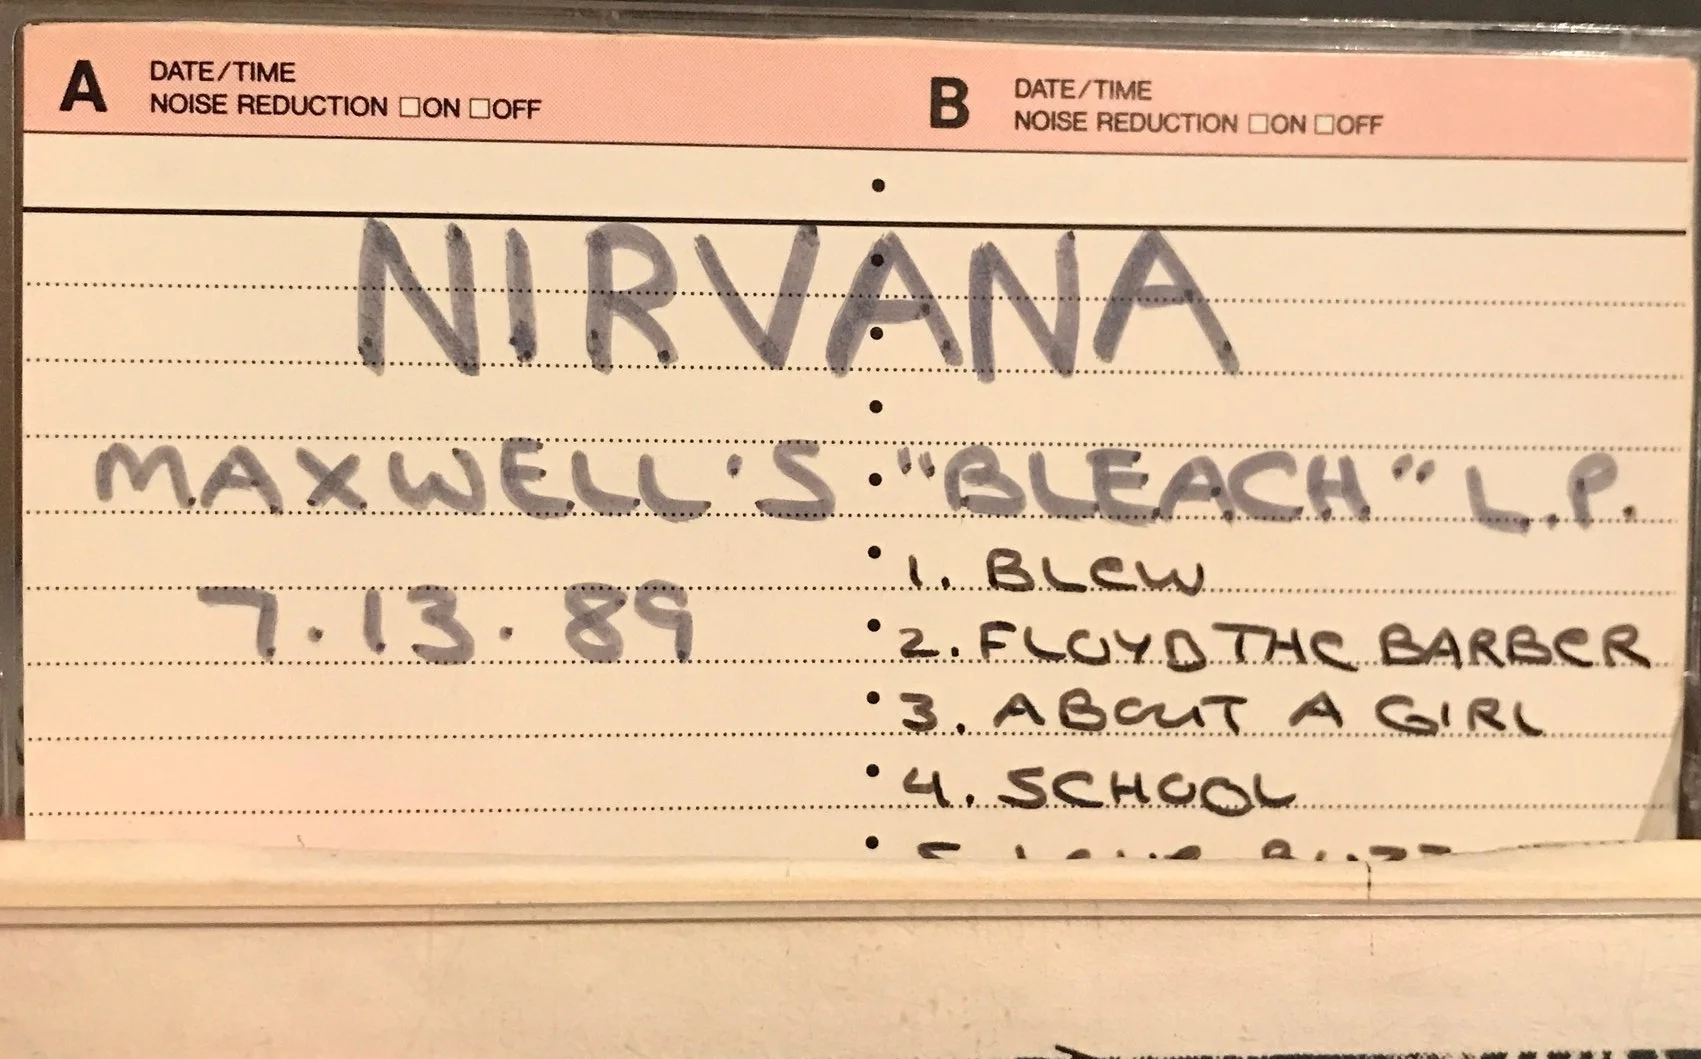 A DATE/TIME
NOISE REDUCTION □ON □OFF
B DATE/TIME
NOISE REDUCTION □ON □OFF
NIRVANA
MAXWELL'S
7.13.89
"BLEACH" L.P.
1. BLEW
2. FLOYD THE BARBER
3. ABOUT A GIRL
4. SCHOOL